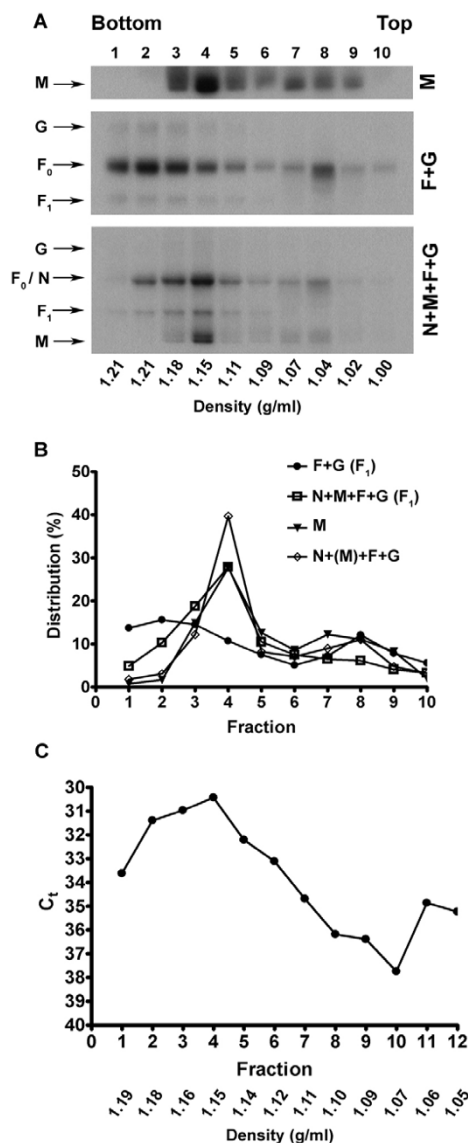 A Bottom Top
1 2 3 4 5 6 7 8 9 10
M M
G
F0 F+G
F1
G
F0 / N N+M+F+G
F1
M
1.21 1.21 1.18 1.15 1.11 1.09 1.07 1.04 1.02 1.00
Density (g/ml)
B
F+G (F1)
N+M+F+G (F1)
M
N+(M)+F+G
Distribution (%)
50
40
30
20
10
0
0 1 2 3 4 5 6 7 8 9 10
Fraction
C
Ct
30
31
32
33
34
35
36
37
38
39
40
0 1 2 3 4 5 6 7 8 9 10 11 12
Fraction
1.19 1.18 1.16 1.15 1.14 1.12 1.11 1.10 1.09 1.07 1.06 1.05
Density (g/ml)